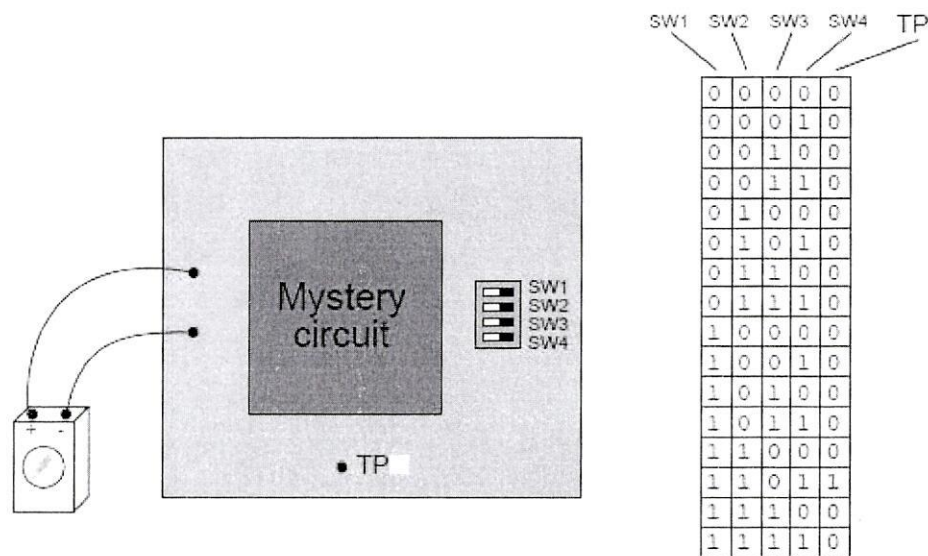 SW1 SW2 SW3 SW4 TP
0 0 0 0 0
0 0 0 1 0
0 0 1 0 0
0 0 1 1 0
0 1 0 0 0
0 1 0 1 0
0 1 1 0 0
0 1 1 1 0
1 0 0 0 0
1 0 0 1 0
1 0 1 0 0
1 0 1 1 0
1 1 0 0 0
1 1 0 1 1
1 1 1 0 0
1 1 1 1 0
Mystery
circuit
SW1
SW2
SW3
SW4
+ -
TP